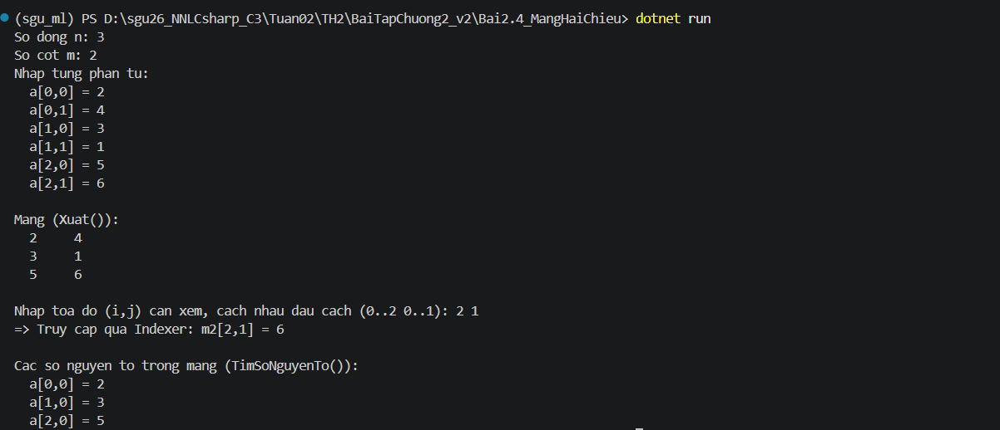 (sgu_ml) PS D:\sgu26_NNLCsharp_C3\Tuan02\TH2\BaiTapChuong2_v2\Bai2.4_MangHaiChieu> dotnet run
So dong n: 3
So cot m: 2
Nhap tung phan tu:
  a[0,0] = 2
  a[0,1] = 4
  a[1,0] = 3
  a[1,1] = 1
  a[2,0] = 5
  a[2,1] = 6

Mang (Xuat()):
  2     4
  3     1
  5     6

Nhap toa do (i,j) can xem, cach nhau dau cach (0..2 0..1): 2 1
=> Truy cap qua Indexer: m2[2,1] = 6

Cac so nguyen to trong mang (TimSoNguyenTo()):
  a[0,0] = 2
  a[1,0] = 3
  a[2,0] = 5